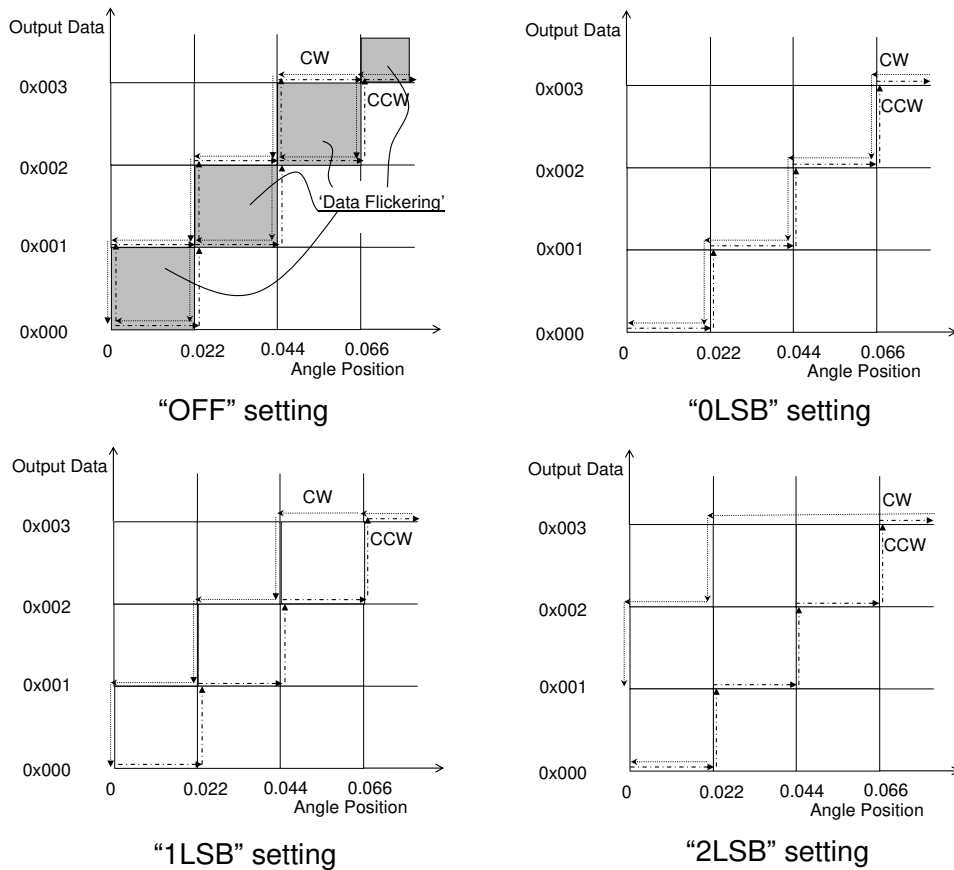 Output Data
CW
0x003
CCW
0x002
'Data Flickering'
0x001
0x000
0
0.022
0.044
0.066
Angle Position
“OFF” setting
Output Data
CW
0x003
CCW
0x002
0x001
0x000
0
0.022
0.044
0.066
Angle Position
“0LSB” setting
Output Data
CW
0x003
CCW
0x002
0x001
0x000
0
0.022
0.044
0.066
Angle Position
“1LSB” setting
Output Data
CW
0x003
CCW
0x002
0x001
0x000
0
0.022
0.044
0.066
Angle Position
“2LSB” setting